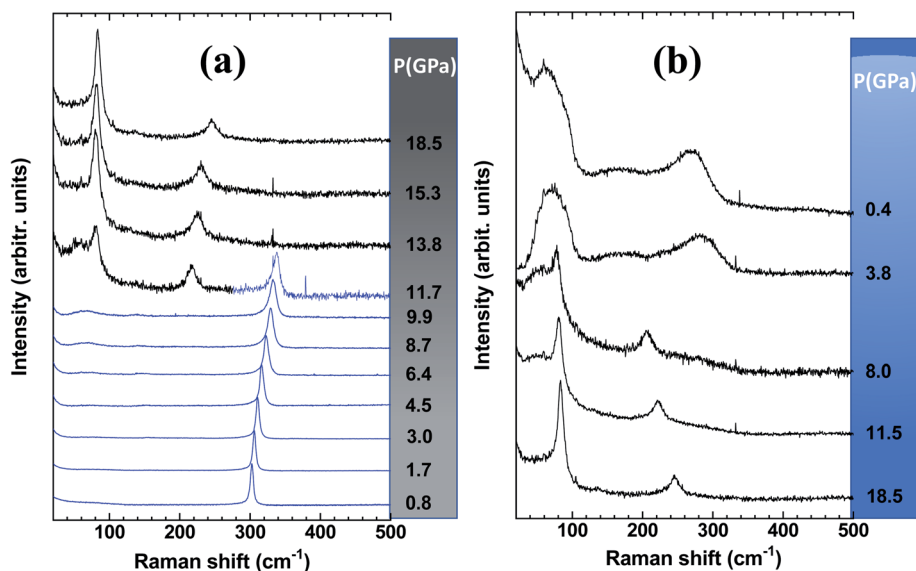 (a)
P(GPa)
18.5
15.3
13.8
11.7
9.9
8.7
6.4
4.5
3.0
1.7
0.8
Intensity (arbitr. units)
100 200 300 400 500
Raman shift (cm⁻¹)
(b)
P(GPa)
0.4
3.8
8.0
11.5
18.5
Intensity (arbit. units)
100 200 300 400 500
Raman shift (cm⁻¹)